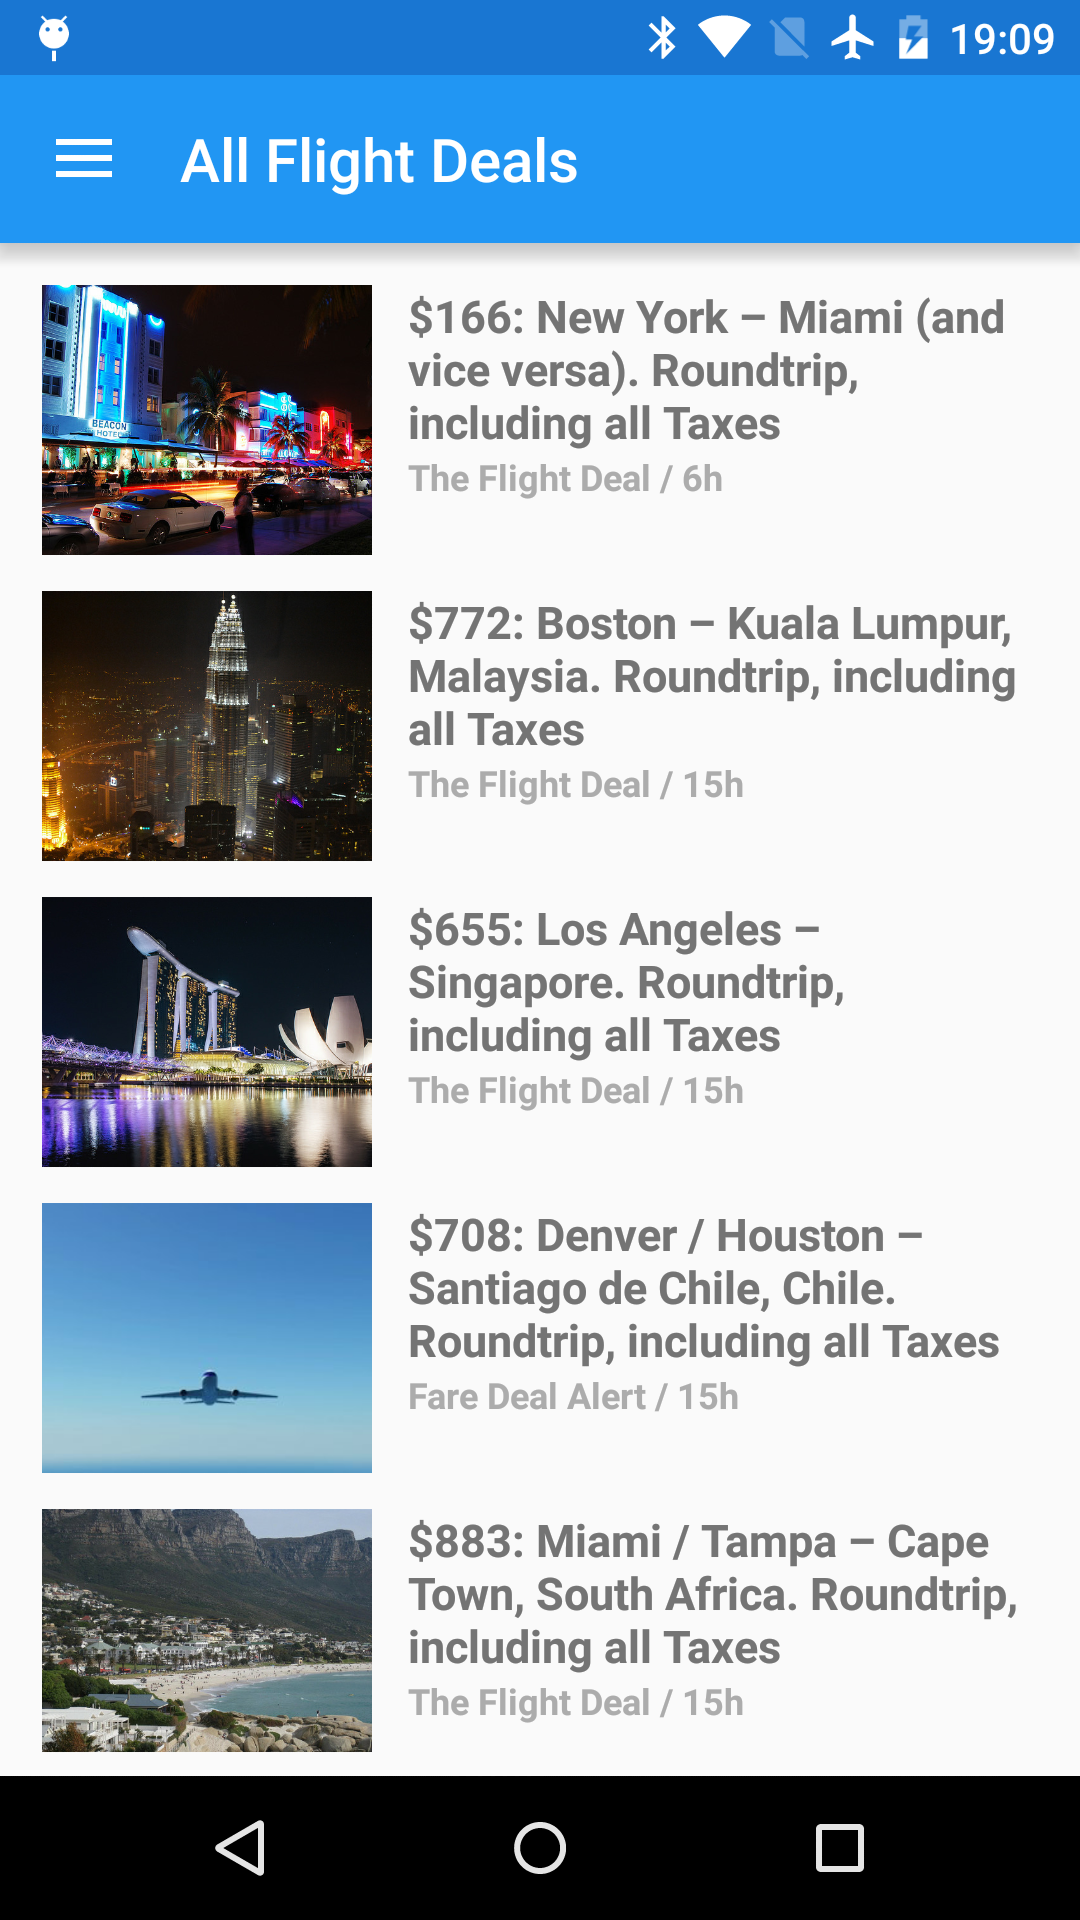 19:09
All Flight Deals
$166: New York – Miami (and
vice versa). Roundtrip,
including all Taxes
The Flight Deal / 6h
BEACON
HOTEL
$772: Boston – Kuala Lumpur,
Malaysia. Roundtrip, including
all Taxes
The Flight Deal / 15h
$655: Los Angeles –
Singapore. Roundtrip,
including all Taxes
The Flight Deal / 15h
$708: Denver / Houston –
Santiago de Chile, Chile.
Roundtrip, including all Taxes
Fare Deal Alert / 15h
$883: Miami / Tampa – Cape
Town, South Africa. Roundtrip,
including all Taxes
The Flight Deal / 15h